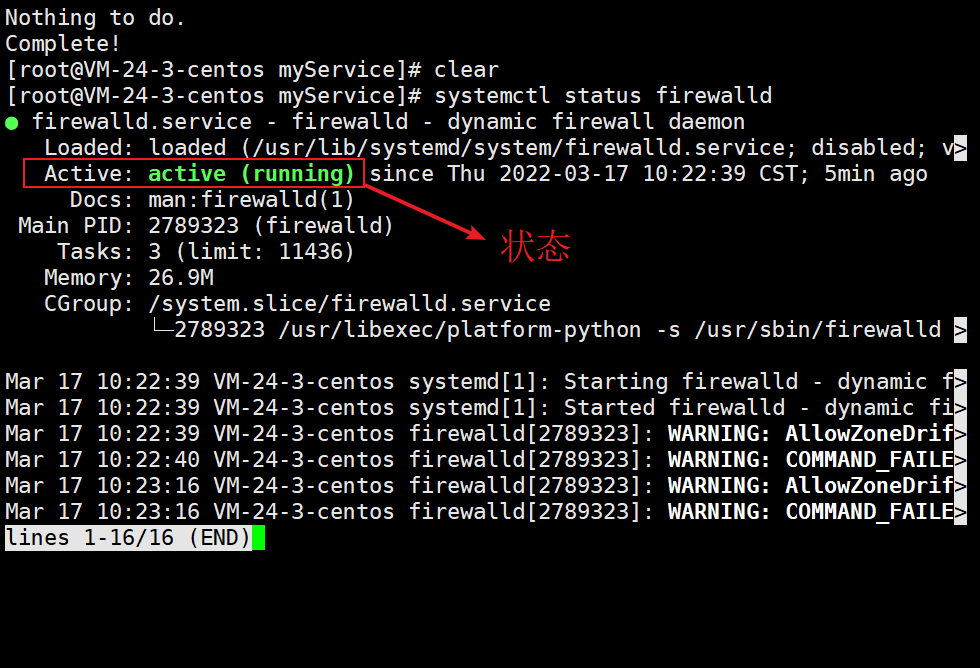 Nothing to do.
Complete!
[root@VM-24-3-centos myService]# clear
[root@VM-24-3-centos myService]# systemctl status firewalld
● firewalld.service - firewalld - dynamic firewall daemon
Loaded: loaded (/usr/lib/systemd/system/firewalld.service; disabled; v>
Active: active (running) since Thu 2022-03-17 10:22:39 CST; 5min ago
Docs: man:firewalld(1)
Main PID: 2789323 (firewalld)
状态
Tasks: 3 (limit: 11436)
Memory: 26.9M
CGroup: /system.slice/firewalld.service
└─2789323 /usr/libexec/platform-python -s /usr/sbin/firewalld >
Mar 17 10:22:39 VM-24-3-centos systemd[1]: Starting firewalld - dynamic f>
Mar 17 10:22:39 VM-24-3-centos systemd[1]: Started firewalld - dynamic fi>
Mar 17 10:22:39 VM-24-3-centos firewalld[2789323]: WARNING: AllowZoneDrif>
Mar 17 10:22:40 VM-24-3-centos firewalld[2789323]: WARNING: COMMAND_FAILE>
Mar 17 10:23:16 VM-24-3-centos firewalld[2789323]: WARNING: AllowZoneDrif>
Mar 17 10:23:16 VM-24-3-centos firewalld[2789323]: WARNING: COMMAND_FAILE>
lines 1-16/16 (END)